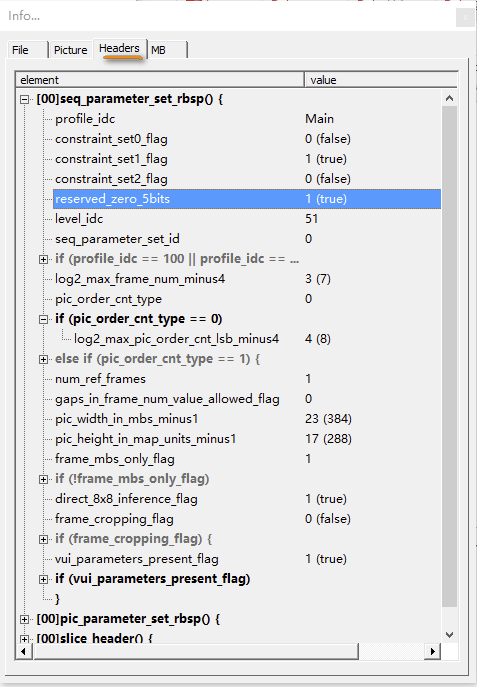 Info...
File Picture Headers MB
element value
[00]seq_parameter_set_rbsp() {
profile_idc Main
constraint_set0_flag 0 (false)
constraint_set1_flag 1 (true)
constraint_set2_flag 0 (false)
reserved_zero_5bits 1 (true)
level_idc 51
seq_parameter_set_id 0
if (profile_idc == 100 || profile_idc == ...
log2_max_frame_num_minus4 3 (7)
pic_order_cnt_type 0
if (pic_order_cnt_type == 0)
log2_max_pic_order_cnt_lsb_minus4 4 (8)
else if (pic_order_cnt_type == 1) {
num_ref_frames 1
gaps_in_frame_num_value_allowed_flag 0
pic_width_in_mbs_minus1 23 (384)
pic_height_in_map_units_minus1 17 (288)
frame_mbs_only_flag 1
if (!frame_mbs_only_flag)
direct_8x8_inference_flag 1 (true)
frame_cropping_flag 0 (false)
if (frame_cropping_flag) {
vui_parameters_present_flag 1 (true)
if (vui_parameters_present_flag)
}
[00]pic_parameter_set_rbsp() {
[00]slice_header() {